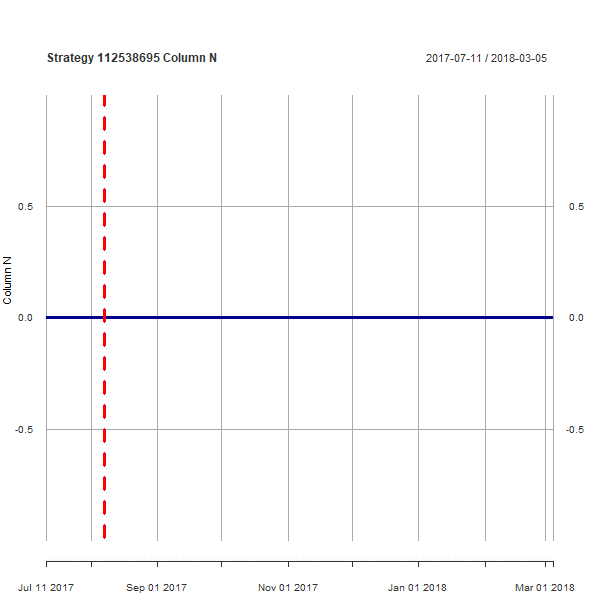 Strategy 112538695 Column N
2017-07-11 / 2018-03-05
0.5
0.5
Column N
0.0
0.0
-0.5
-0.5
Jul 11 2017
Sep 01 2017
Nov 01 2017
Jan 01 2018
Mar 01 2018